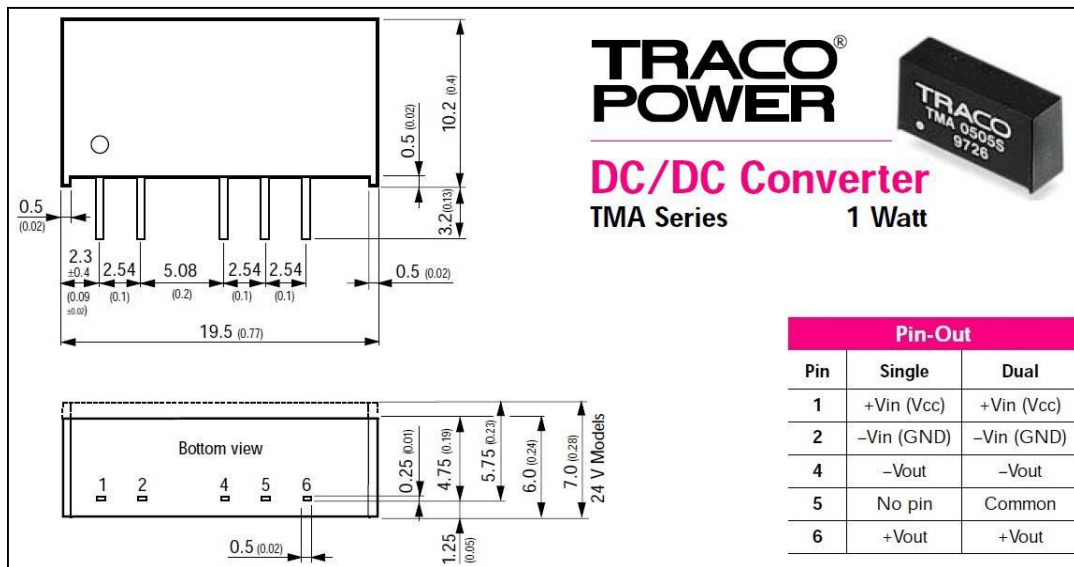 TRACO®
POWER
TRACO
TMA 0505S
9726
DC/DC Converter
TMA Series 1 Watt
10.2 (0.4)
0.5 (0.02)
3.2 (0.13)
0.5
(0.02)
2.3
±0.4
(0.09
±0.02)
2.54
(0.1)
5.08
(0.2)
2.54
(0.1)
2.54
(0.1)
0.5 (0.02)
19.5 (0.77)
Bottom view
1 2 4 5 6
0.25 (0.01)
4.75 (0.19)
5.75 (0.23)
6.0 (0.24)
7.0 (0.28)
24 V Models
1.25
(0.05)
0.5 (0.02)
Pin-Out
Pin Single Dual
1 +Vin (Vcc) +Vin (Vcc)
2 –Vin (GND) –Vin (GND)
4 –Vout –Vout
5 No pin Common
6 +Vout +Vout